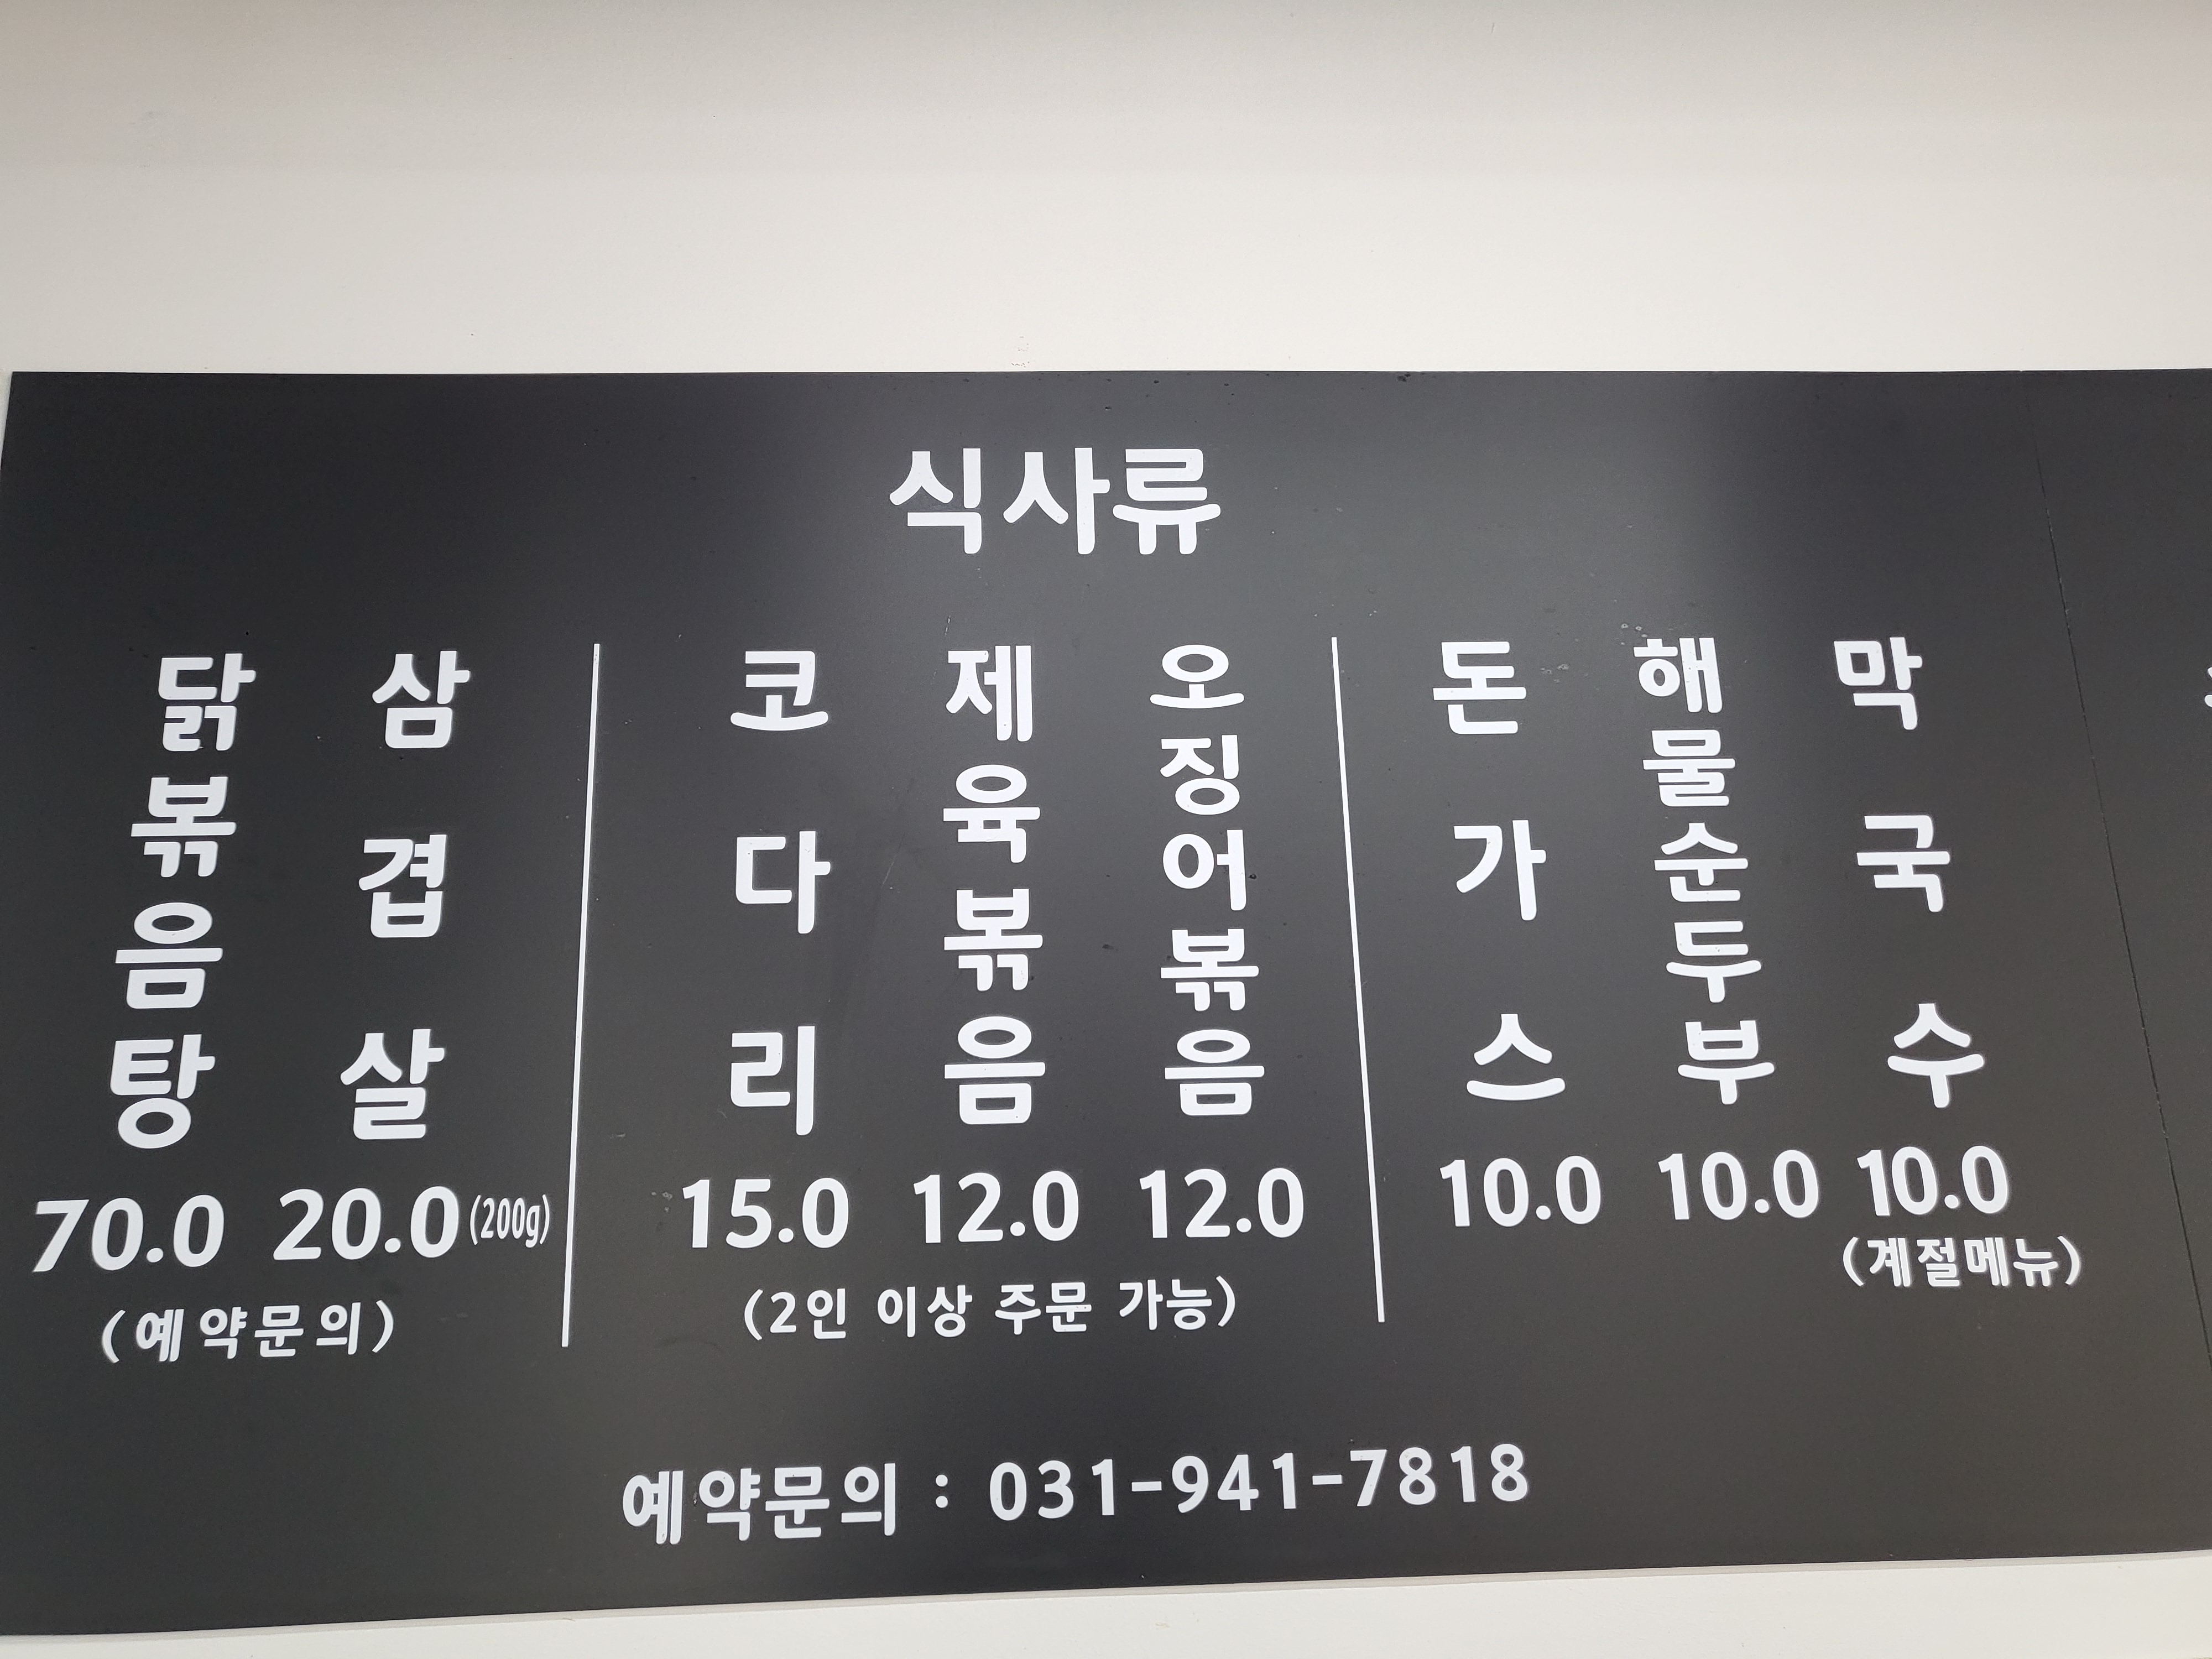 식사류
닭볶음탕
70.0
삼겹살
20.0(200g)
(예약문의)
코다리
15.0
제육볶음
12.0
오징어볶음
12.0
(2인 이상 주문 가능)
돈가스
10.0
해물순두부
10.0
막국수
10.0
(계절메뉴)
예약문의 : 031-941-7818